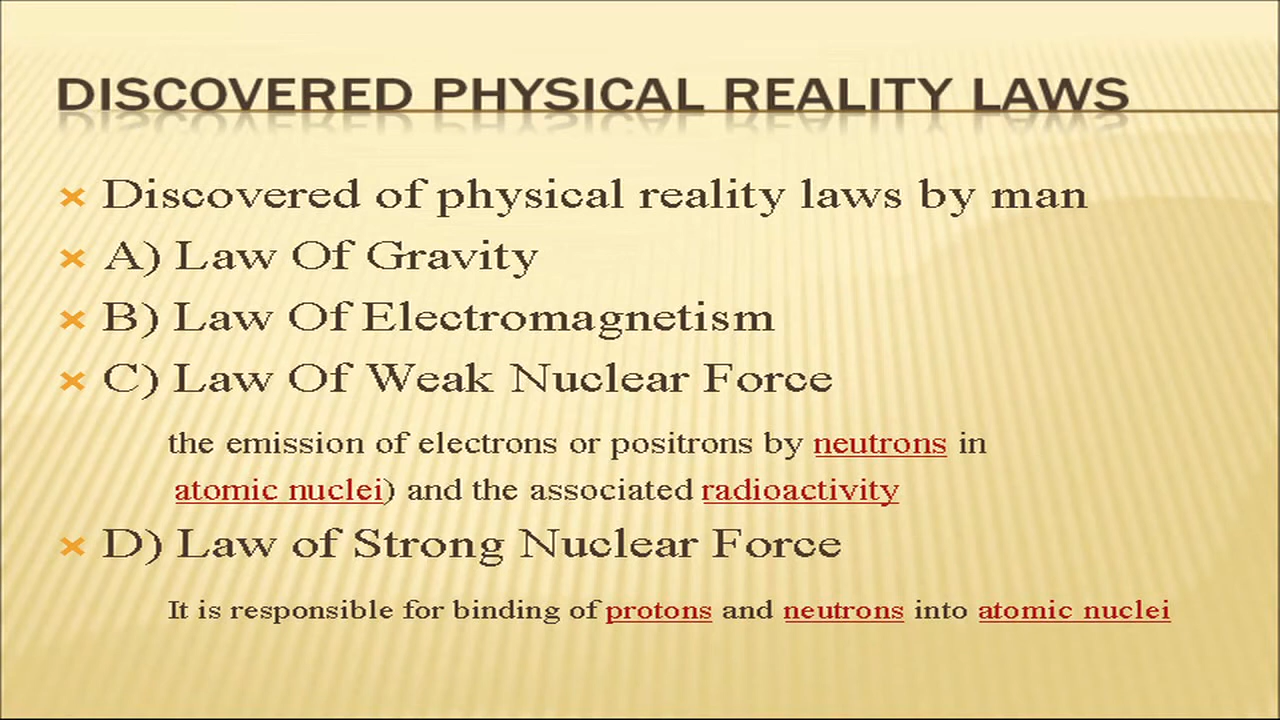 DISCOVERED PHYSICAL REALITY LAWS
Discovered of physical reality laws by man
A) Law Of Gravity
B) Law Of Electromagnetism
C) Law Of Weak Nuclear Force
the emission of electrons or positrons by neutrons in
atomic nuclei) and the associated radioactivity
D) Law of Strong Nuclear Force
It is responsible for binding of protons and neutrons into atomic nuclei